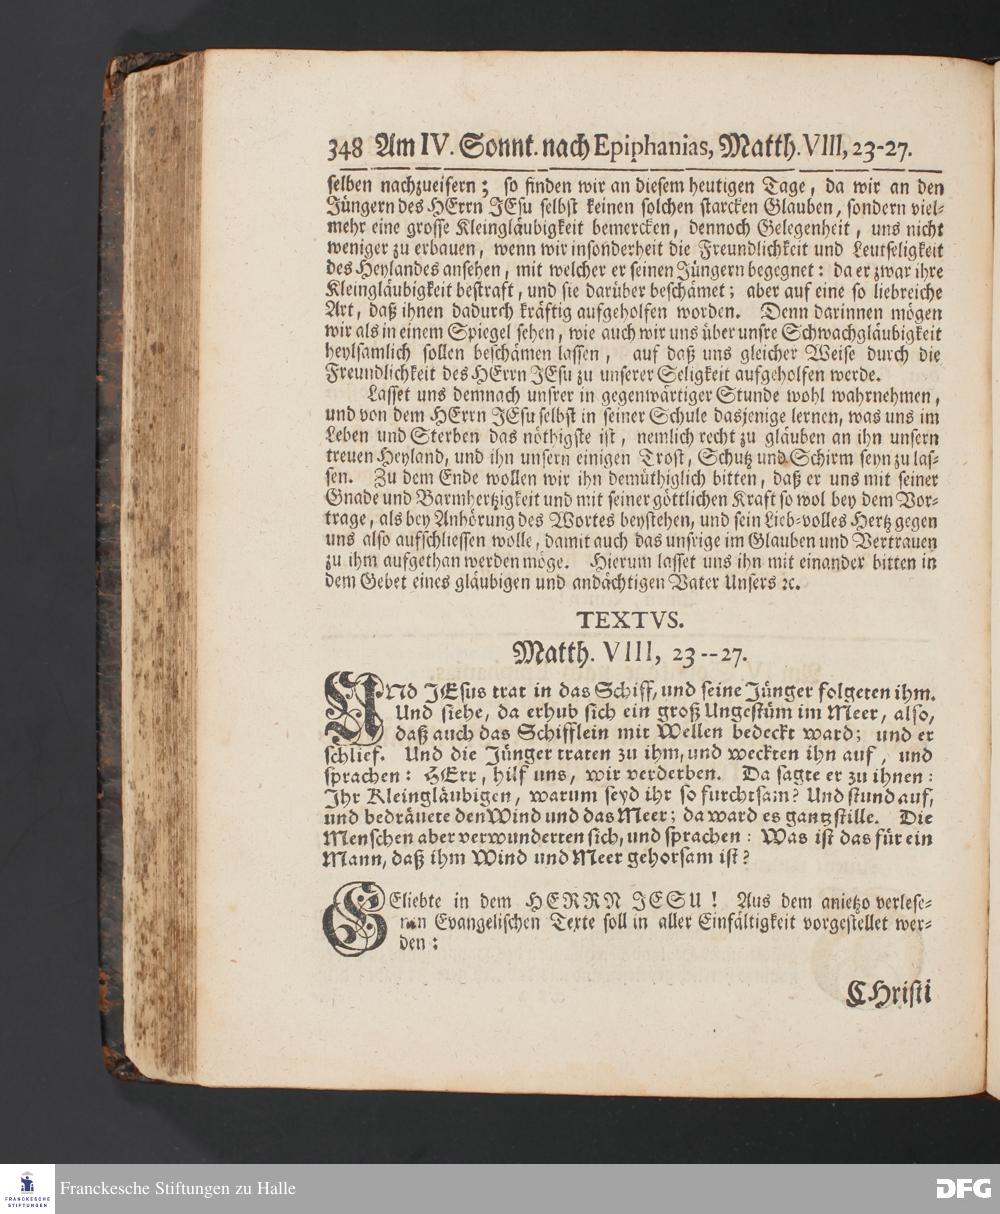 348 Am IV. Sonnt. nach Epiphanias, Matth. VIII, 23-27.
selben nachzueifern; so finden wir an diesem heutigen Tage, da wir an den
Jüngern des HErrn JEsu selbst keinen solchen starcken Glauben, sondern viel-
mehr eine grosse Kleingläubigkeit bemercken, dennoch Gelegenheit, uns nicht
weniger zu erbauen, wenn wir insonderheit die Freundlichkeit und Leutseligkeit
des Heylandes ansehen, mit welcher er seinen Jüngern begegnet: da er zwar ihre
Kleingläubigkeit bestraft, und sie darüber beschämet; aber auf eine so liebreiche
Art, daß ihnen dadurch kräftig aufgeholfen worden. Denn darinnen mögen
wir als in einem Spiegel sehen, wie auch wir uns über unsre Schwachgläubigkeit
heylsamlich sollen beschämen lassen, auf daß uns gleicher Weise durch die
Freundlichkeit des HErrn JEsu zu unserer Seligkeit aufgeholfen werde.
Lasset uns demnach unsrer in gegenwärtiger Stunde wohl wahrnehmen,
und von dem HErrn JEsu selbst in seiner Schule dasjenige lernen, was uns im
Leben und Sterben das nöthigste ist, nemlich recht zu gläuben an ihn unsern
treuen Heyland, und ihn unsern einigen Trost, Schutz und Schirm seyn zu las-
sen. Zu dem Ende wollen wir ihn demüthiglich bitten, daß er uns mit seiner
Gnade und Barmhertzigkeit und mit seiner göttlichen Kraft so wol bey dem Vor-
trage, als bey Anhörung des Wortes beystehen, und sein Lieb-volles Hertz gegen
uns also aufschliessen wolle, damit auch das unsrige im Glauben und Vertrauen
zu ihm aufgethan werden möge. Hierum lasset uns ihn mit einander bitten in
dem Gebet eines gläubigen und andächtigen Vater Unsers ꝛc.
TEXTVS.
Matth. VIII, 23--27.
UNd JEsus trat in das Schiff, und seine Jünger folgeten ihm.
Und siehe, da erhub sich ein groß Ungestüm im Meer, also,
daß auch das Schifflein mit Wellen bedeckt ward; und er
schlief. Und die Jünger traten zu ihm, und weckten ihn auf, und
sprachen: HErr, hilf uns, wir verderben. Da sagte er zu ihnen:
Ihr Kleingläubigen, warum seyd ihr so furchtsam? Und stund auf,
und bedräuete den Wind und das Meer; da ward es gantz stille. Die
Menschen aber verwunderten sich, und sprachen: Was ist das für ein
Mann, daß ihm Wind und Meer gehorsam ist?
GEliebte in dem HERRN JESU! Aus dem anietzo verlese-
nen Evangelischen Texte soll in aller Einfältigkeit vorgestellet wer-
den:
CHristi
FRANCKESCHE
STIFTUNGEN
Franckesche Stiftungen zu Halle
DFG